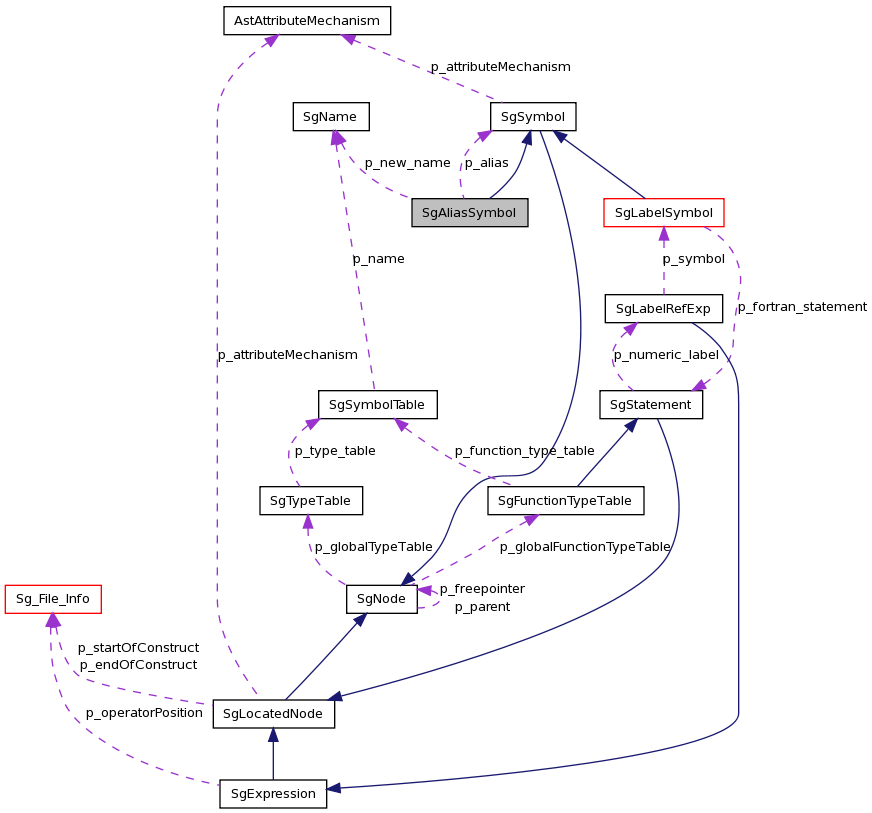 AstAttributeMechanism
p_attributeMechanism
SgName
SgSymbol
p_new_name
p_alias
SgAliasSymbol
SgLabelSymbol
p_name
p_symbol
SgLabelRefExp
p_fortran_statement
p_attributeMechanism
p_numeric_label
SgSymbolTable
SgStatement
p_type_table
p_function_type_table
SgTypeTable
SgFunctionTypeTable
p_globalTypeTable
p_globalFunctionTypeTable
Sg_File_Info
SgNode
p_freepointer
p_parent
p_startOfConstruct
p_endOfConstruct
p_operatorPosition
SgLocatedNode
SgExpression